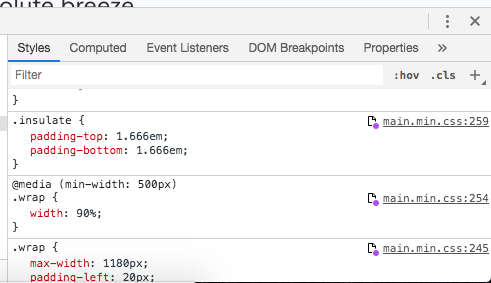 olute breeze
Styles Computed Event Listeners DOM Breakpoints Properties »
Filter :hov .cls +
}
.insulate { main.min.css:259
padding-top: 1.666em;
padding-bottom: 1.666em;
}
@media (min-width: 500px)
.wrap { main.min.css:254
width: 90%;
}
.wrap { main.min.css:245
max-width: 1180px;
padding-left: 20px;